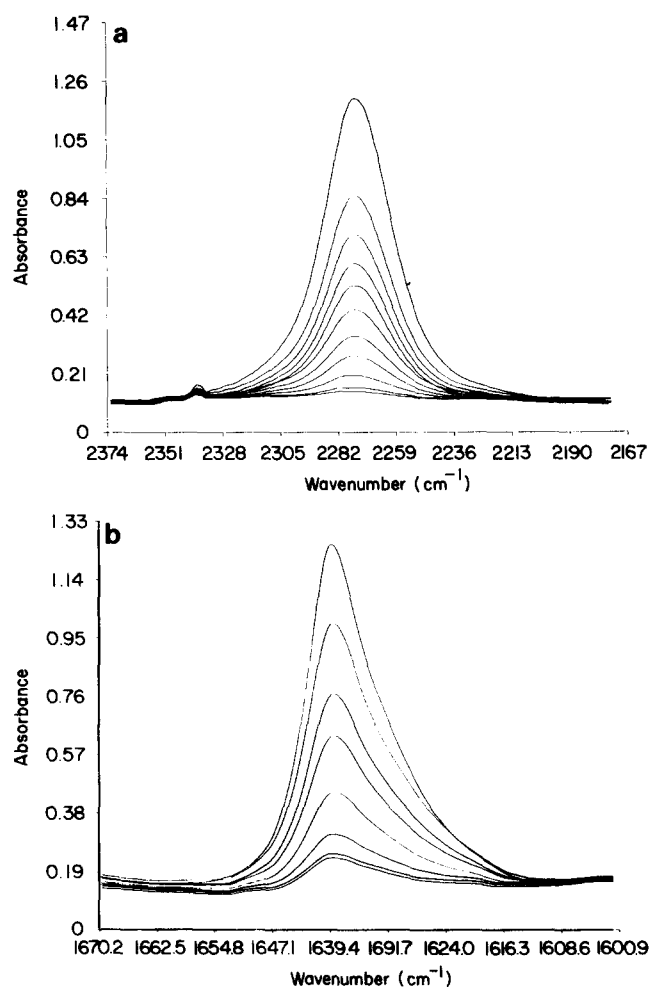 a
1.47
1.26
1.05
0.84
0.63
0.42
0.21
0
Absorbance
2374 2351 2328 2305 2282 2259 2236 2213 2190 2167
Wavenumber (cm-1)
b
1.33
1.14
0.95
0.76
0.57
0.38
0.19
0
Absorbance
1670.2 1662.5 1654.8 1647.1 1639.4 1691.7 1624.0 1616.3 1608.6 1600.9
Wavenumber (cm-1)